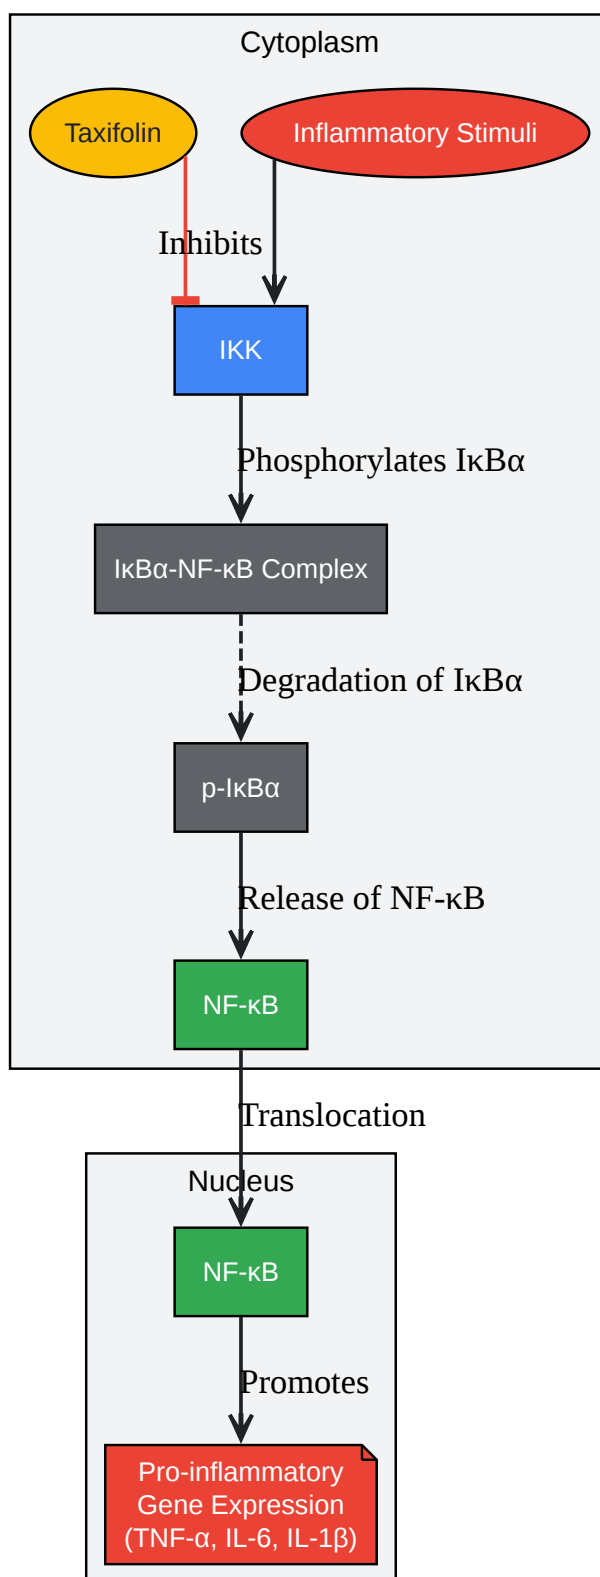 Cytoplasm
Taxifolin
Inflammatory Stimuli
Inhibits
IKK
Phosphorylates IκBα
IκBα-NF-κB Complex
Degradation of IκBα
p-IκBα
Release of NF-κB
NF-κB
Translocation
Nucleus
NF-κB
Promotes
Pro-inflammatory
Gene Expression
(TNF-α, IL-6, IL-1β)